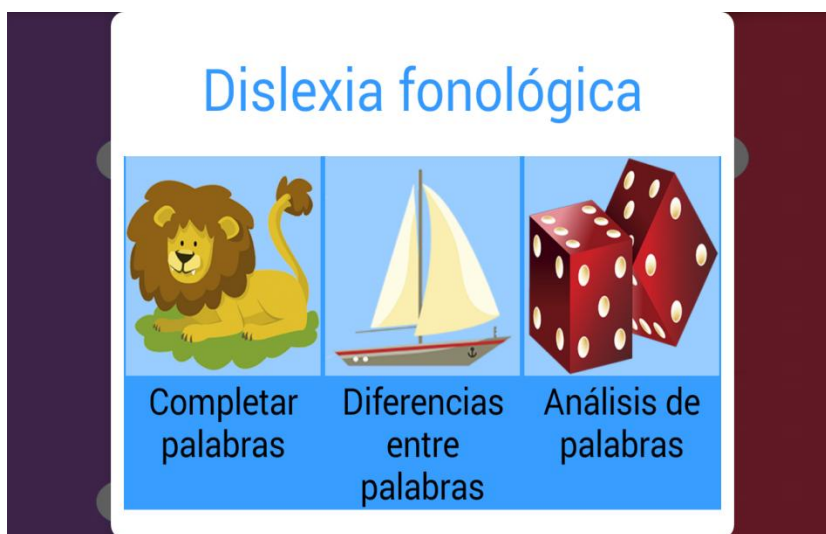 Dislexia fonológica
Completar
palabras
Diferencias
entre
palabras
Análisis de
palabras